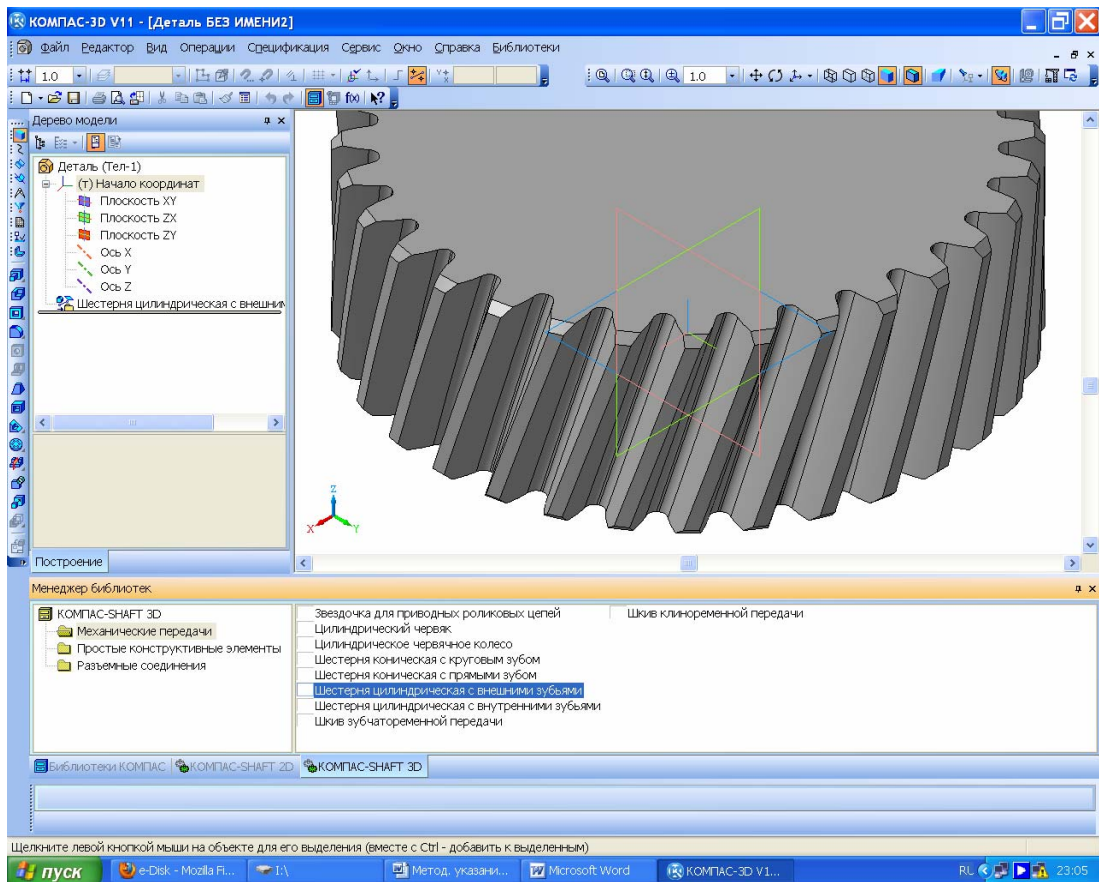 КОМПАС-3D V11 - [Деталь БЕЗ ИМЕНИ2]
Файл Редактор Вид Операции Спецификация Сервис Окно Справка Библиотеки
1.0 1.0
f(x)
Дерево модели
Деталь (Тел-1)
(т) Начало координат
Плоскость XY
Плоскость ZX
Плоскость ZY
Ось X
Ось Y
Ось Z
Шестерня цилиндрическая с внешни
Z
X Y
Построение
Менеджер библиотек
КОМПАС-SHAFT 3D
Механические передачи
Простые конструктивные элементы
Разъемные соединения
Звездочка для приводных роликовых цепей
Цилиндрический червяк
Цилиндрическое червячное колесо
Шестерня коническая с круговым зубом
Шестерня коническая с прямыми зубом
Шестерня цилиндрическая с внешними зубьями
Шестерня цилиндрическая с внутренними зубьями
Шкив зубчатоременной передачи
Шкив клиноременной передачи
Библиотеки КОМПАС КОМПАС-SHAFT 2D КОМПАС-SHAFT 3D
Щелкните левой кнопкой мыши на объекте для его выделения (вместе с Ctrl - добавить к выделенным)
пуск e-Disk - Mozilla Fi... I:\ Метод. указани... Microsoft Word КОМПАС-3D V1... RL 23:05